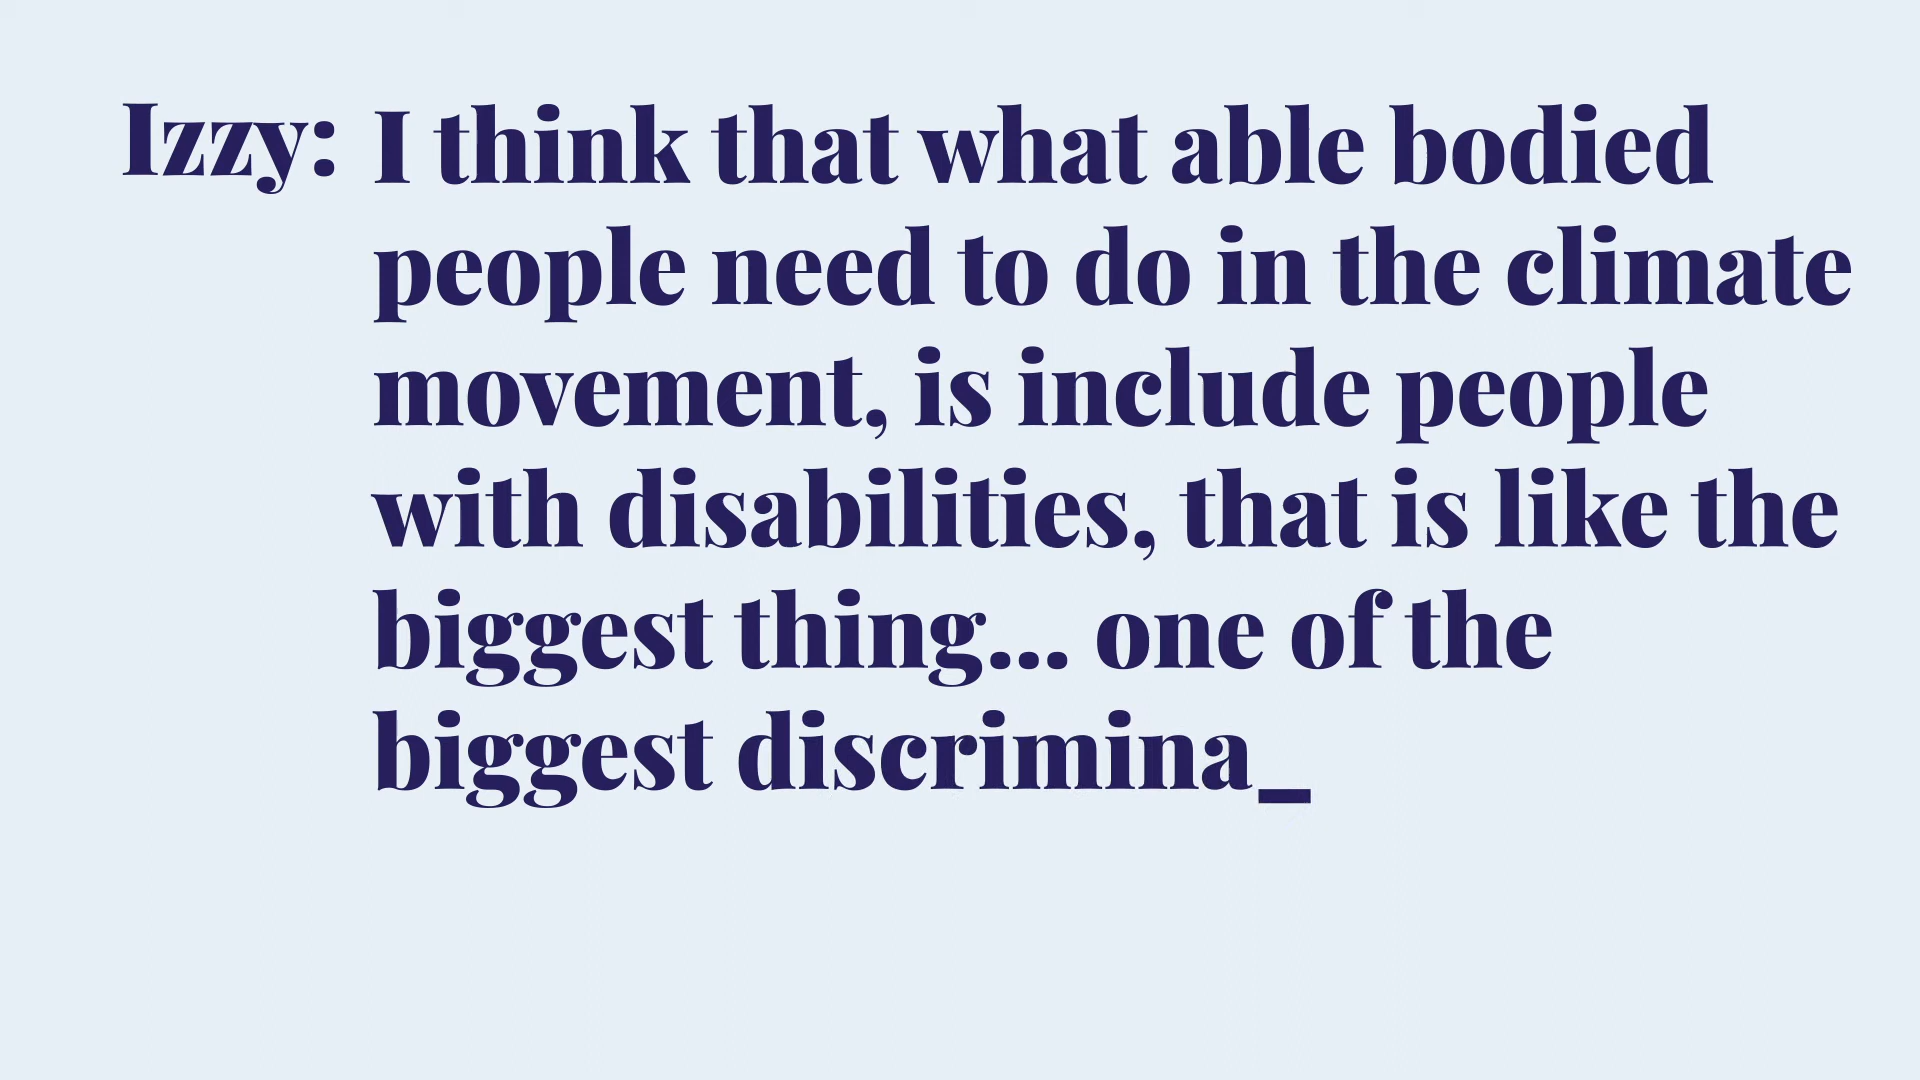 Izzy: I think that what able bodied
people need to do in the climate
movement, is include people
with disabilities, that is like the
biggest thing... one of the
biggest discrimina_